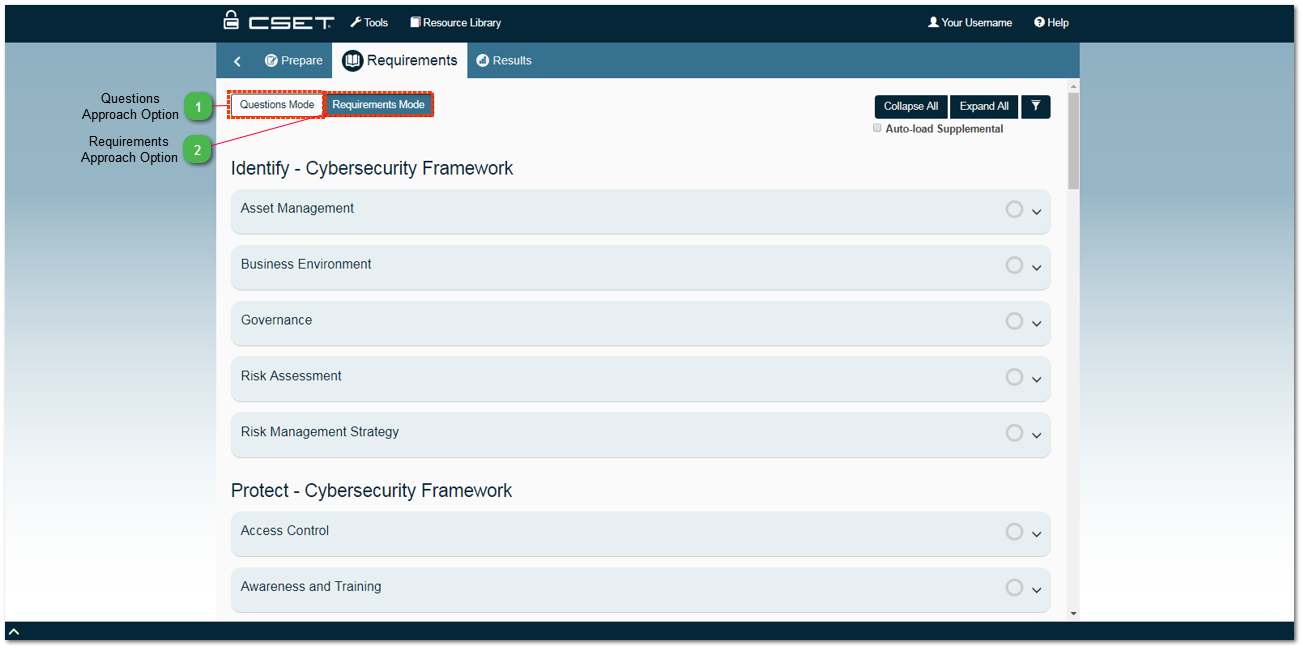 CSET
Tools
Resource Library
Your Username
Help
Prepare
Requirements
Results
Questions
Approach Option
1
Requirements
Approach Option
2
Questions Mode
Requirements Mode
Collapse All
Expand All
Auto-load Supplemental
Identify - Cybersecurity Framework
Asset Management
Business Environment
Governance
Risk Assessment
Risk Management Strategy
Protect - Cybersecurity Framework
Access Control
Awareness and Training